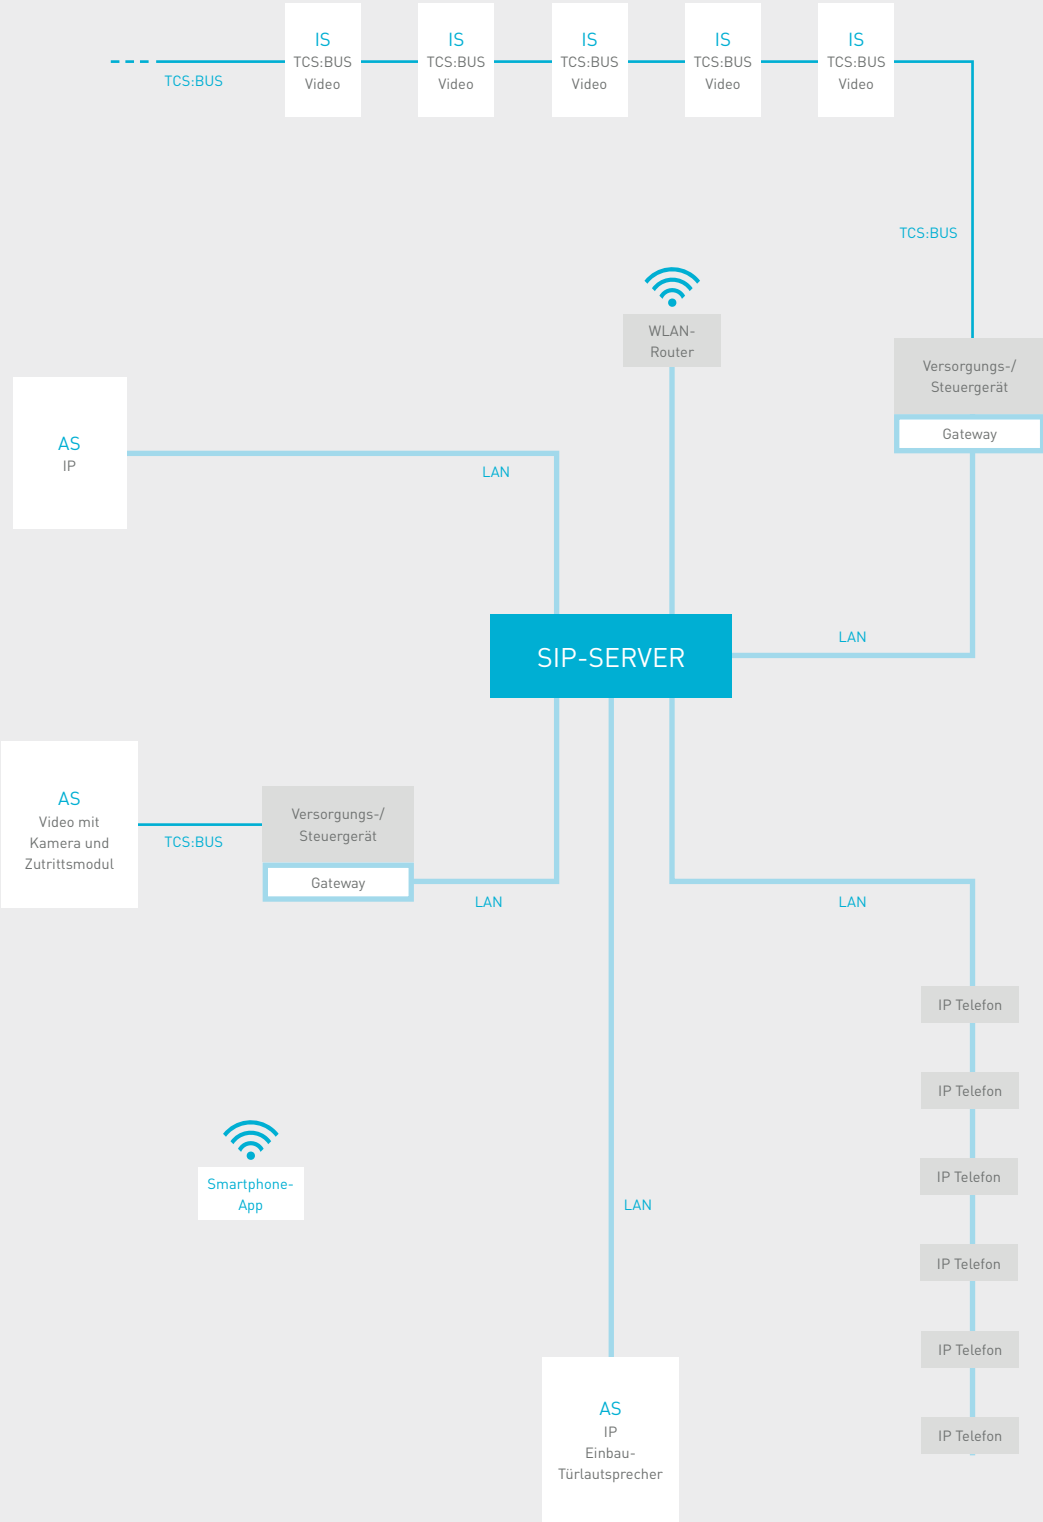 IS
TCS:BUS
Video
IS
TCS:BUS
Video
IS
TCS:BUS
Video
IS
TCS:BUS
Video
IS
TCS:BUS
Video
TCS:BUS
TCS:BUS
WLAN-
Router
Versorgungs-/
Steuergerät
Gateway
AS
IP
LAN
LAN
SIP-SERVER
AS
Video mit
Kamera und
Zutrittsmodul
TCS:BUS
Versorgungs-/
Steuergerät
Gateway
LAN
LAN
IP Telefon
IP Telefon
IP Telefon
IP Telefon
IP Telefon
IP Telefon
Smartphone-
App
LAN
AS
IP
Einbau-
Türlautsprecher